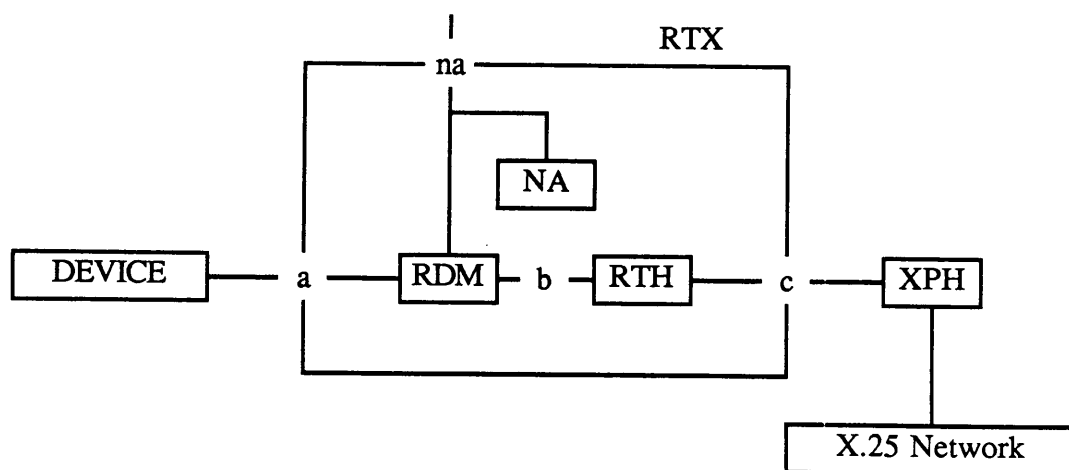 RTX
na
NA
DEVICE
a
RDM
b
RTH
c
XPH
X.25 Network